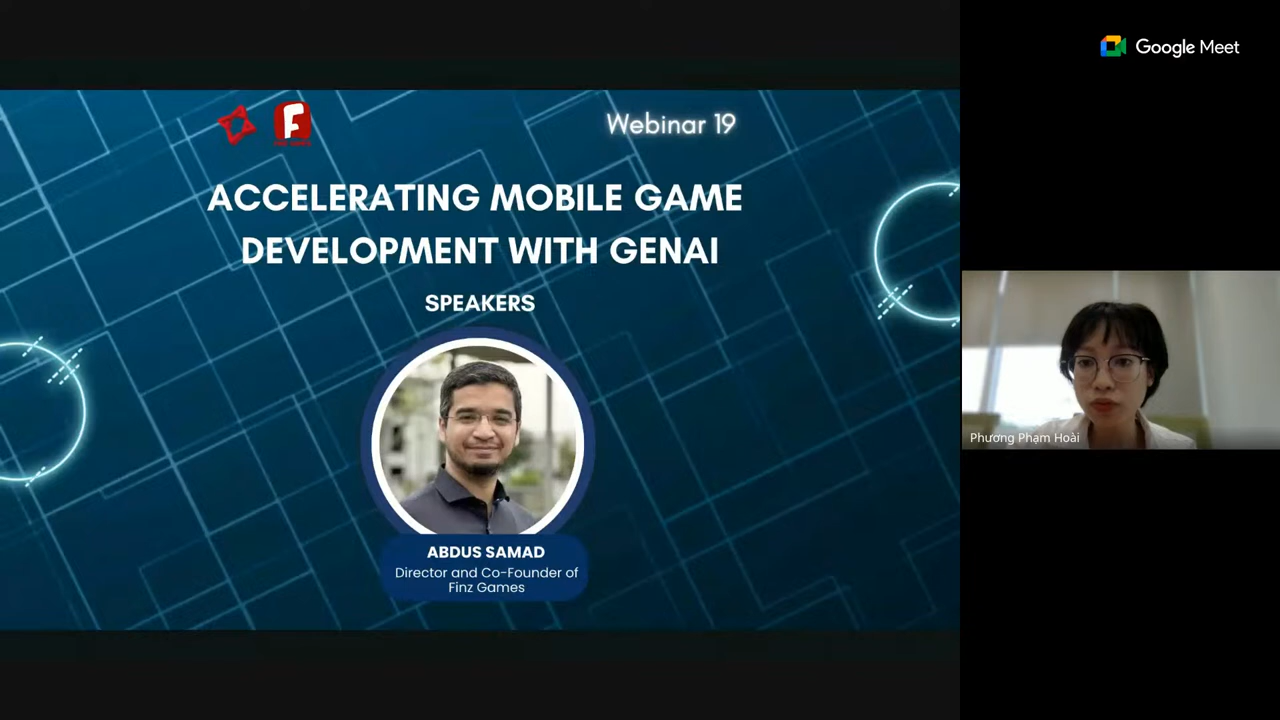 Google Meet
Webinar 19
ACCELERATING MOBILE GAME
DEVELOPMENT WITH GENAI
SPEAKERS
ABDUS SAMAD
Director and Co-Founder of
Finz Games
Phương Phạm Hoài